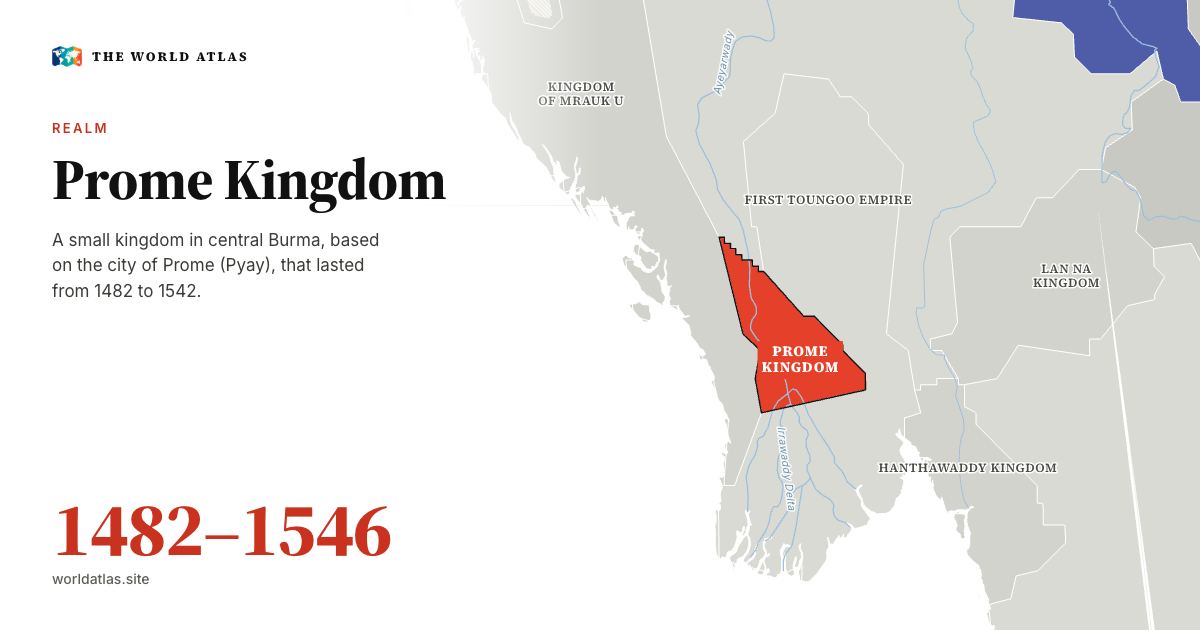 THE WORLD ATLAS
REALM
Prome Kingdom
A small kingdom in central Burma, based
on the city of Prome (Pyay), that lasted
from 1482 to 1542.
1482–1546
worldatlas.site
KINGDOM
OF MRAUK U
Ayeyarwady
FIRST TOUNGOO EMPIRE
LAN NA
KINGDOM
PROME
KINGDOM
HANTHAWADDY KINGDOM
Irrawaddy Delta